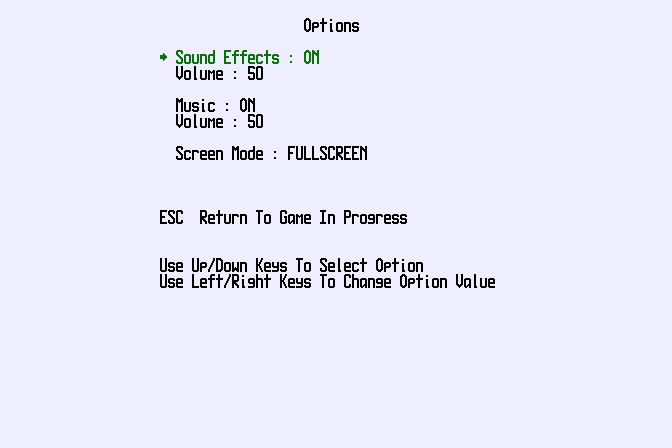 Options
➔ Sound Effects : ON
Volume : 50
Music : ON
Volume : 50
Screen Mode : FULLSCREEN
ESC  Return To Game In Progress
Use Up/Down Keys To Select Option
Use Left/Right Keys To Change Option Value